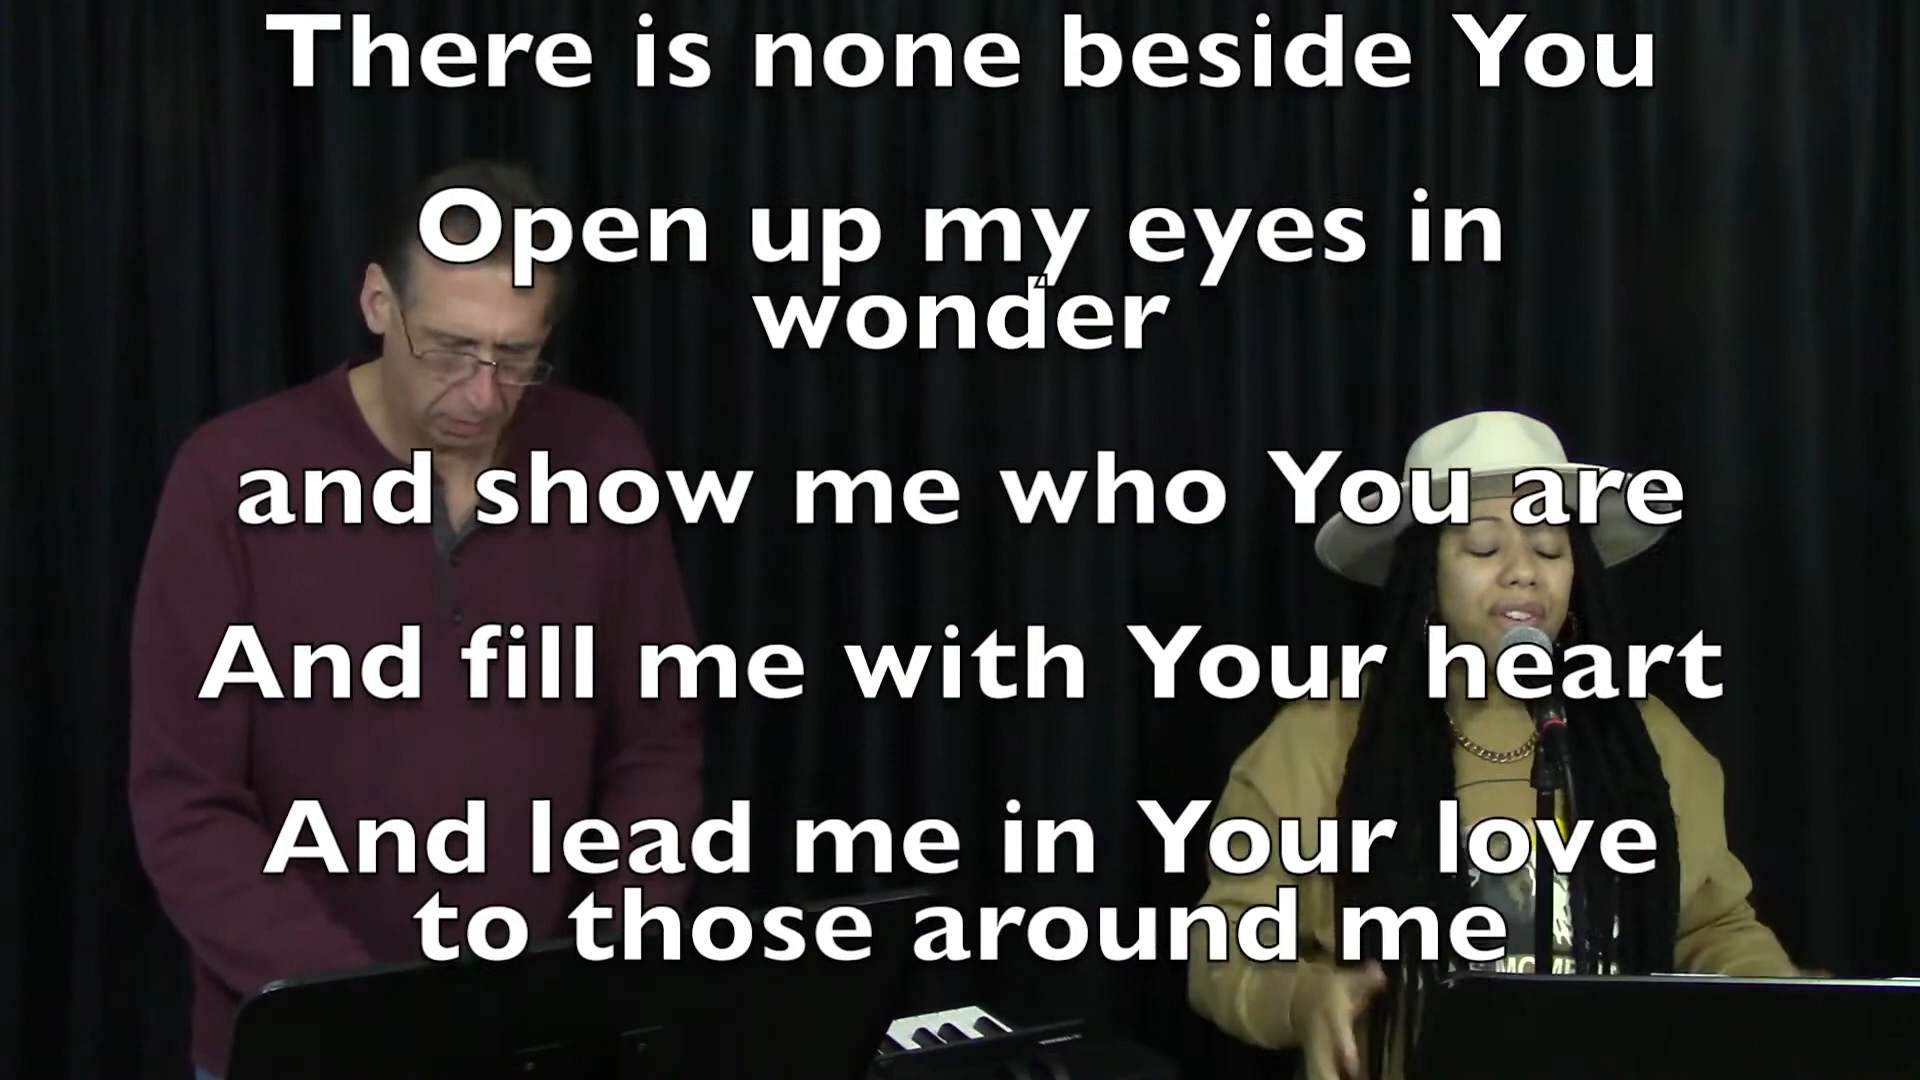 There is none beside You
Open up my eyes in
wonder
and show me who You are
And fill me with Your heart
And lead me in Your love
to those around me